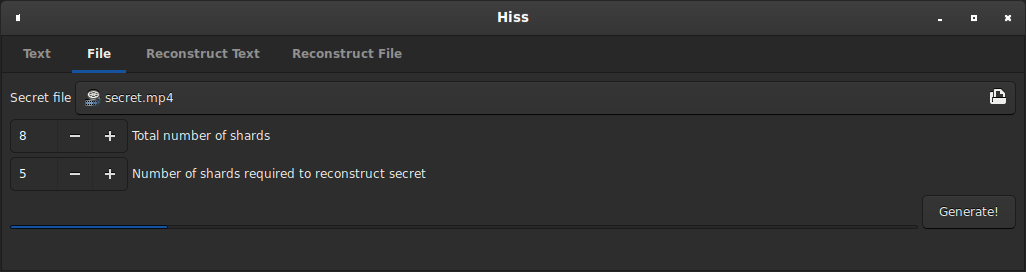 Hiss
Text File Reconstruct Text Reconstruct File
Secret file secret.mp4
8 − + Total number of shards
5 − + Number of shards required to reconstruct secret
Generate!